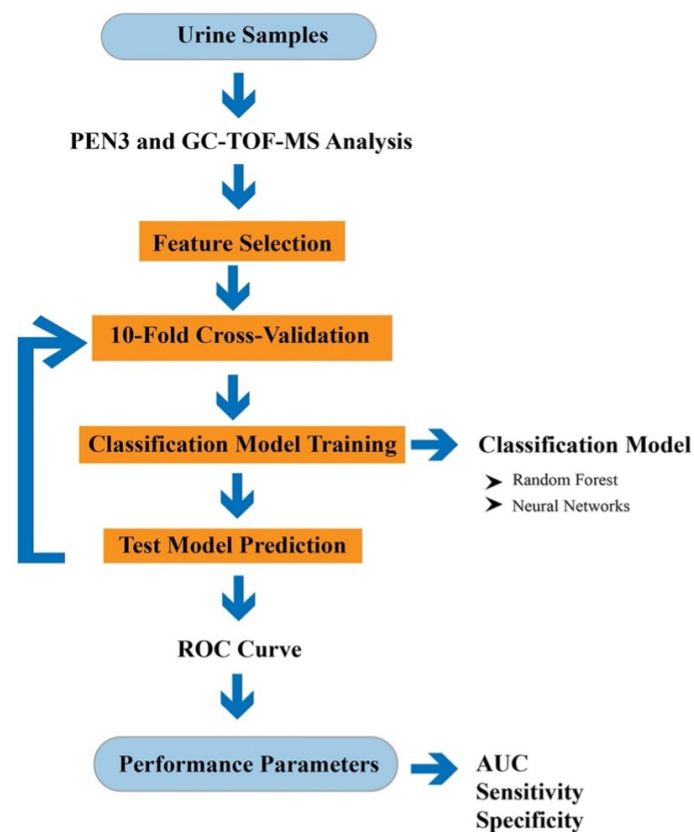 Urine Samples
PEN3 and GC-TOF-MS Analysis
Feature Selection
10-Fold Cross-Validation
Classification Model Training
Classification Model
Random Forest
Neural Networks
Test Model Prediction
ROC Curve
Performance Parameters
AUC
Sensitivity
Specificity